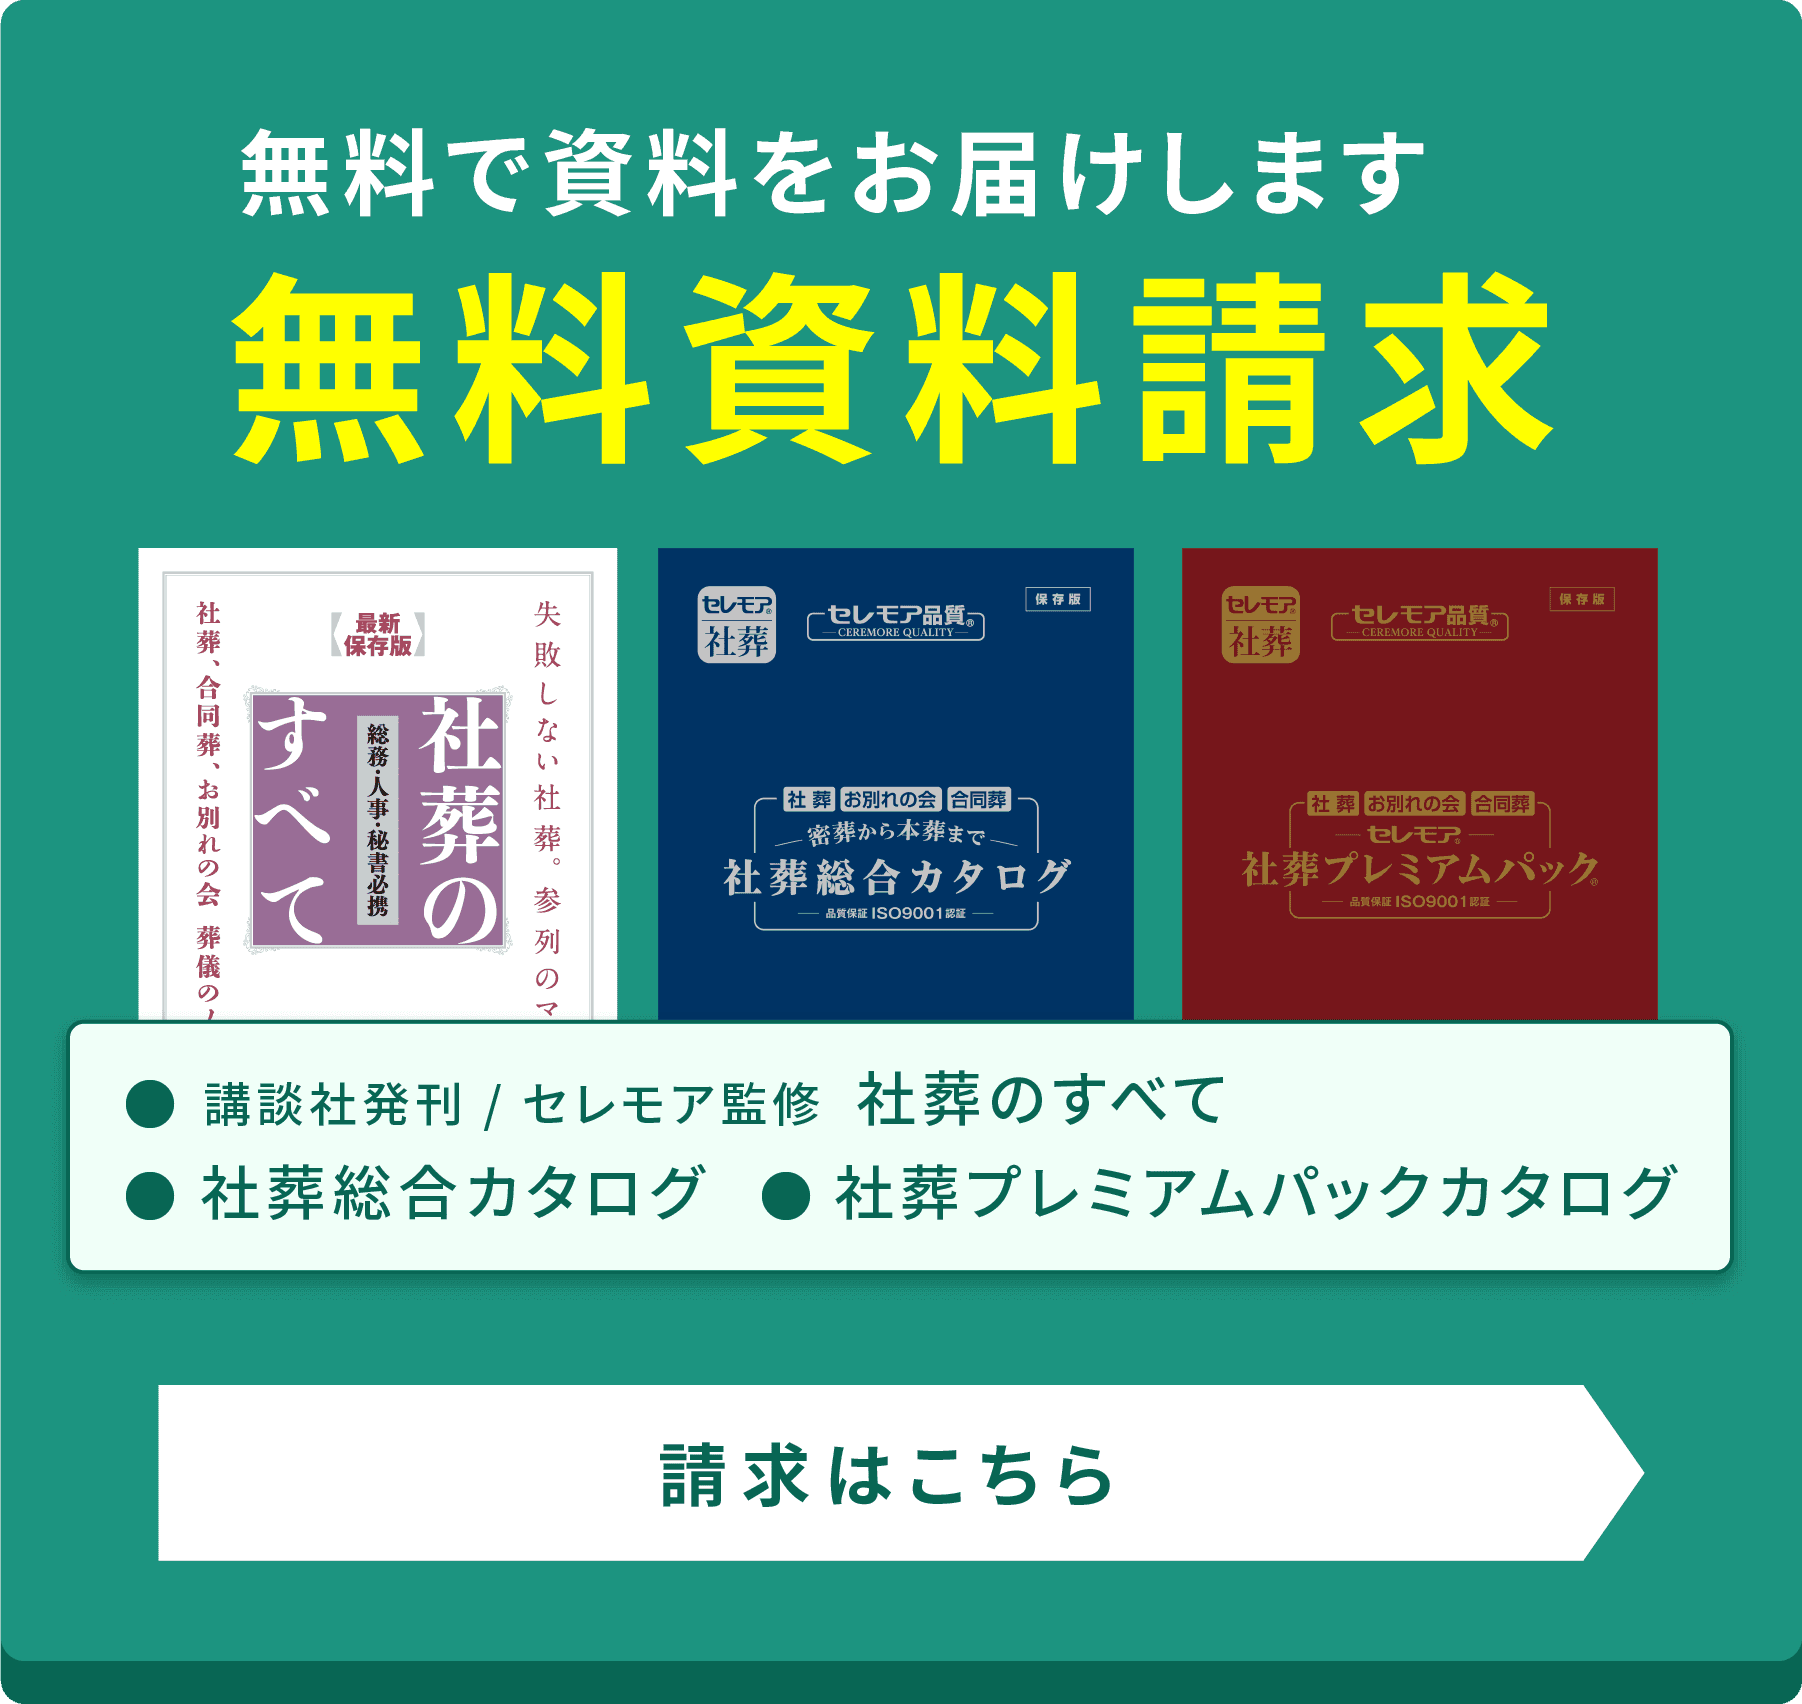 無料で資料をお届けします
無料資料請求
失敗しない社葬。参列のマ
最新
保存版
社葬の
総務・人事・秘書必携
すべて
社葬、合同葬、お別れの会 葬儀の
セレモア®
社葬
セレモア品質®
CEREMORE QUALITY
保存版
社葬 お別れの会 合同葬
密葬から本葬まで
社葬総合カタログ
品質保証 ISO9001認証
セレモア®
社葬
セレモア品質®
CEREMORE QUALITY
保存版
社葬 お別れの会 合同葬
セレモア®
社葬プレミアムパック®
品質保証 ISO9001認証
● 講談社発刊 / セレモア監修 社葬のすべて
● 社葬総合カタログ ● 社葬プレミアムパックカタログ
請求はこちら